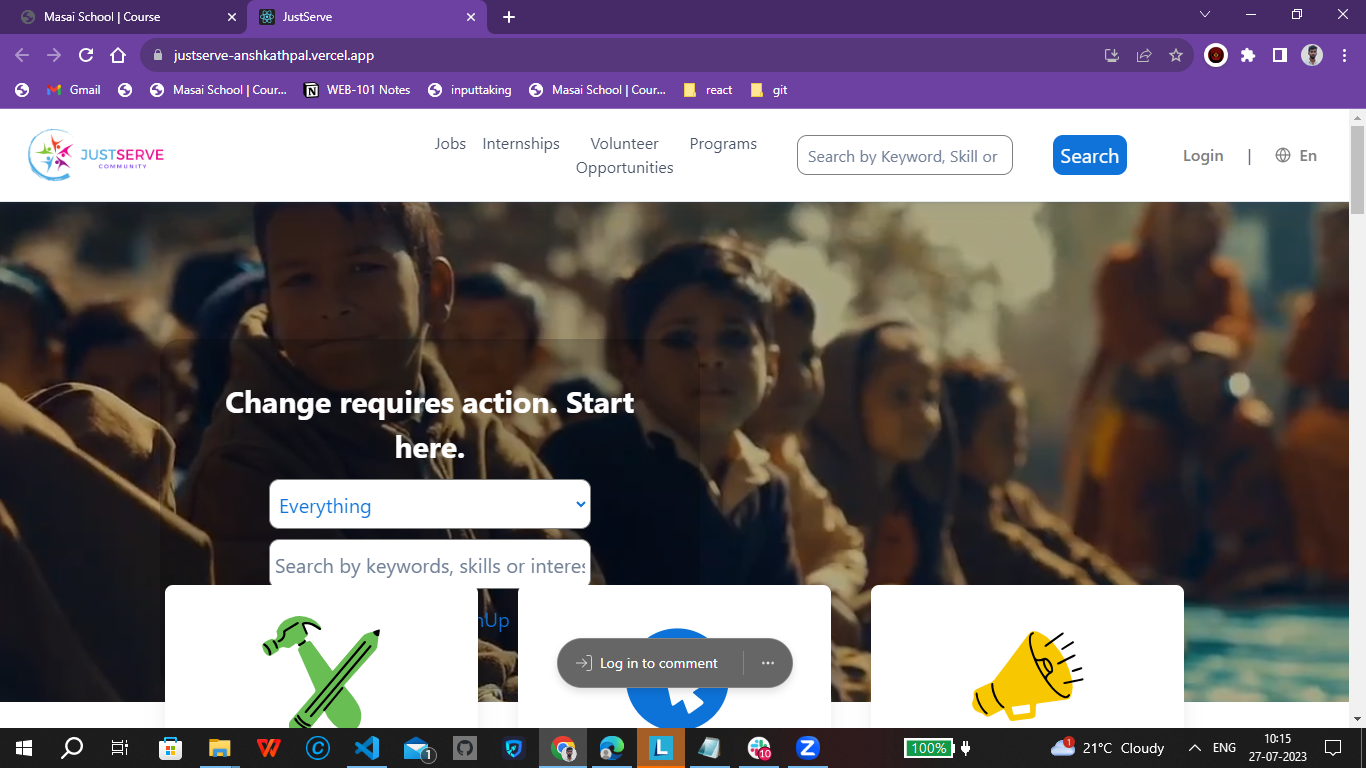 Masai School | Course
JustServe
justserve-anshkathpal.vercel.app
Gmail
Masai School | Cour...
WEB-101 Notes
inputtaking
Masai School | Cour...
react
git
JUSTSERVE
COMMUNITY
Jobs
Internships
Volunteer
Opportunities
Programs
Search by Keyword, Skill or
Search
Login
|
En
Change requires action. Start
here.
Everything
Search by keywords, skills or interes
Up
Log in to comment
1
10
100%
1
21°C Cloudy
ENG
10:15
27-07-2023